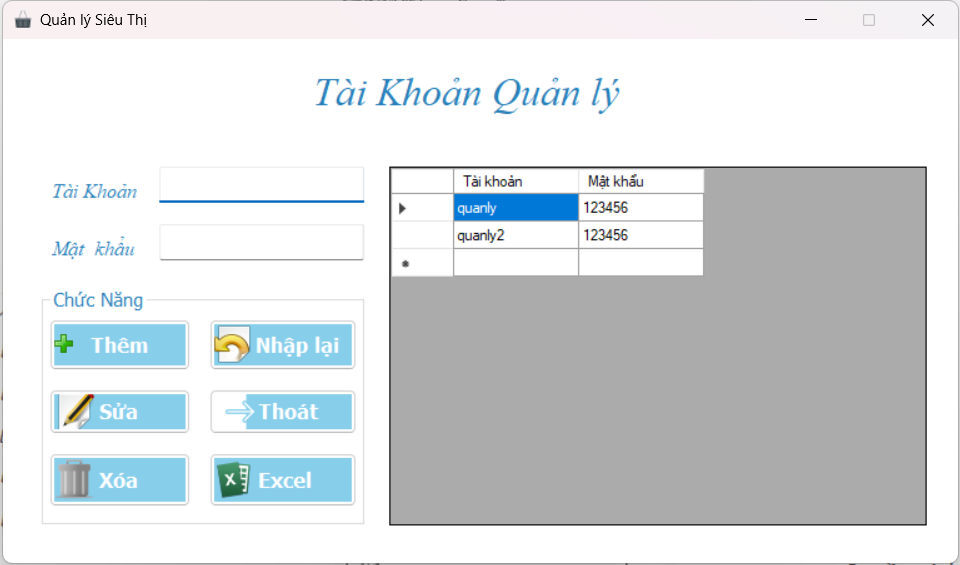 Quản lý Siêu Thị
Tài Khoản Quản lý
Tài Khoản
Mật khẩu
Chức Năng
Thêm
Nhập lại
Sửa
Thoát
Xóa
Excel
Tài khoản Mật khẩu
quanly 123456
quanly2 123456